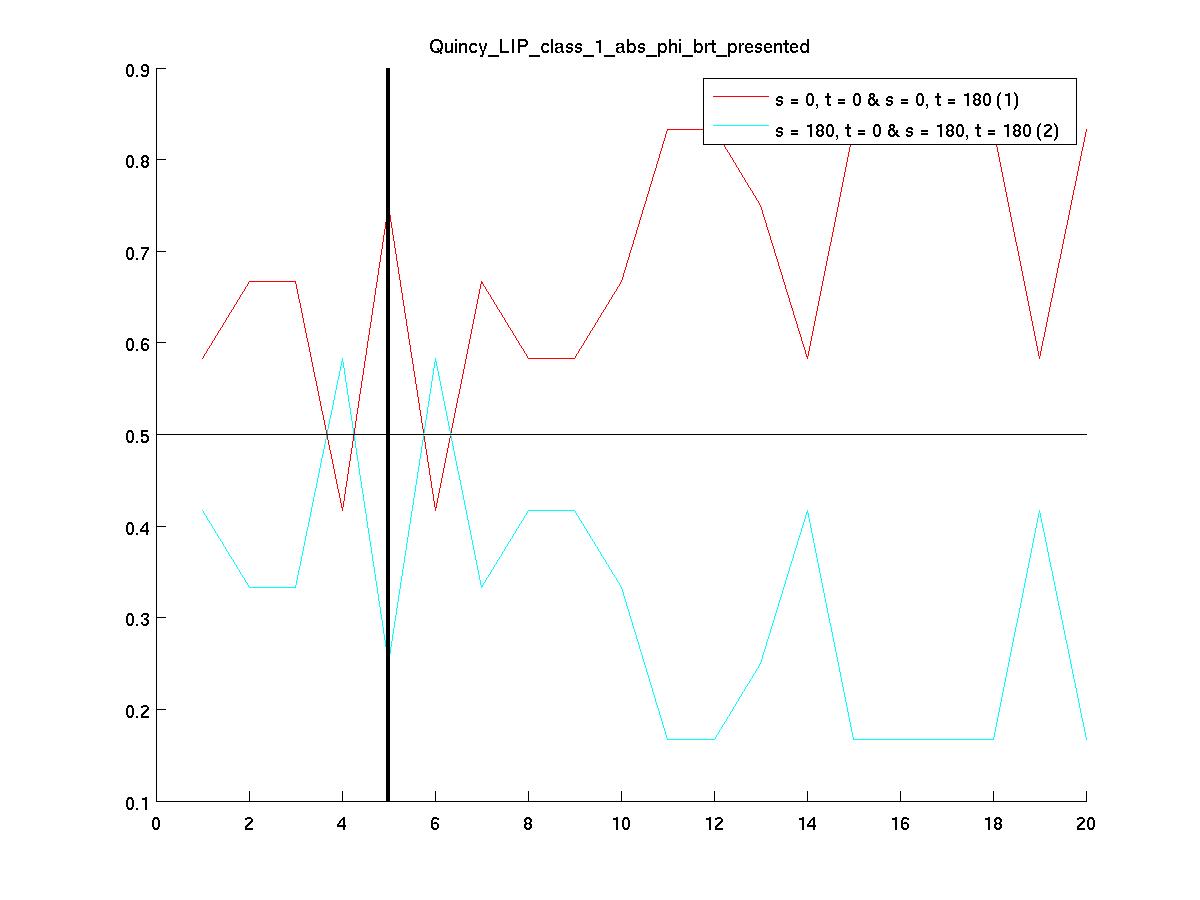 Quincy_LIP_class_1_abs_phi_brt_presented
s = 0, t = 0 & s = 0, t = 180 (1)
s = 180, t = 0 & s = 180, t = 180 (2)
0.9
0.8
0.7
0.6
0.5
0.4
0.3
0.2
0.1
0 2 4 6 8 10 12 14 16 18 20